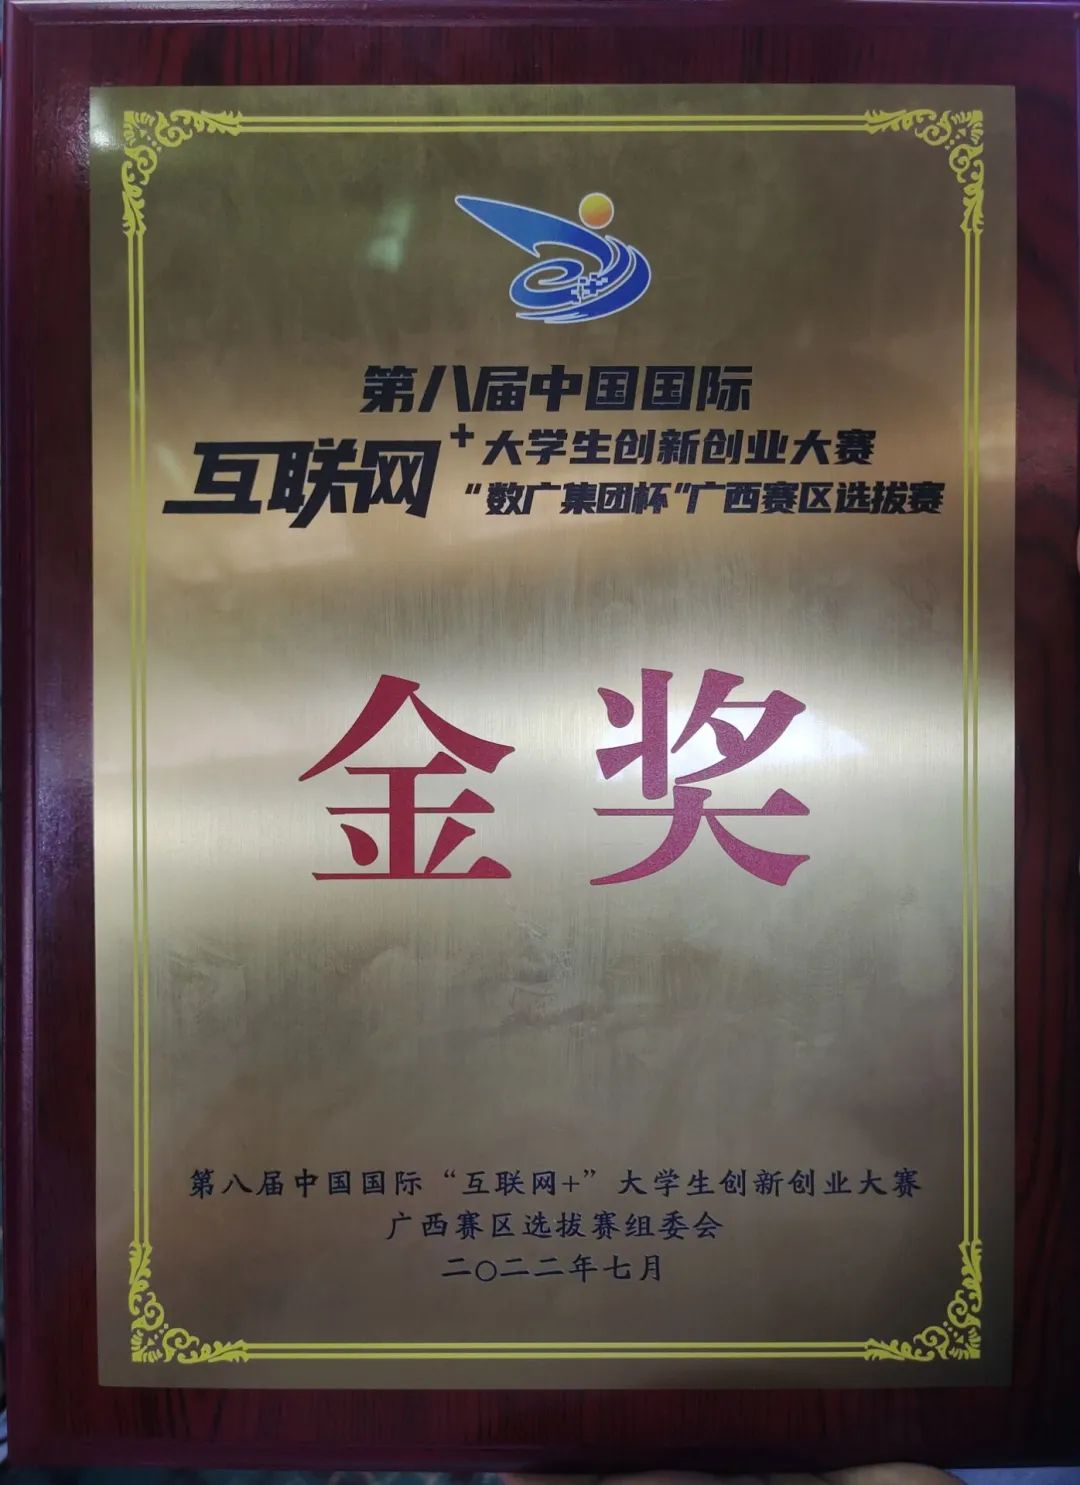 第八届中国国际
互联网+大学生创新创业大赛
“数广集团杯”广西赛区选拔赛
金奖
第八届中国国际“互联网+”大学生创新创业大赛
广西赛区选拔赛组委会
二〇二二年七月